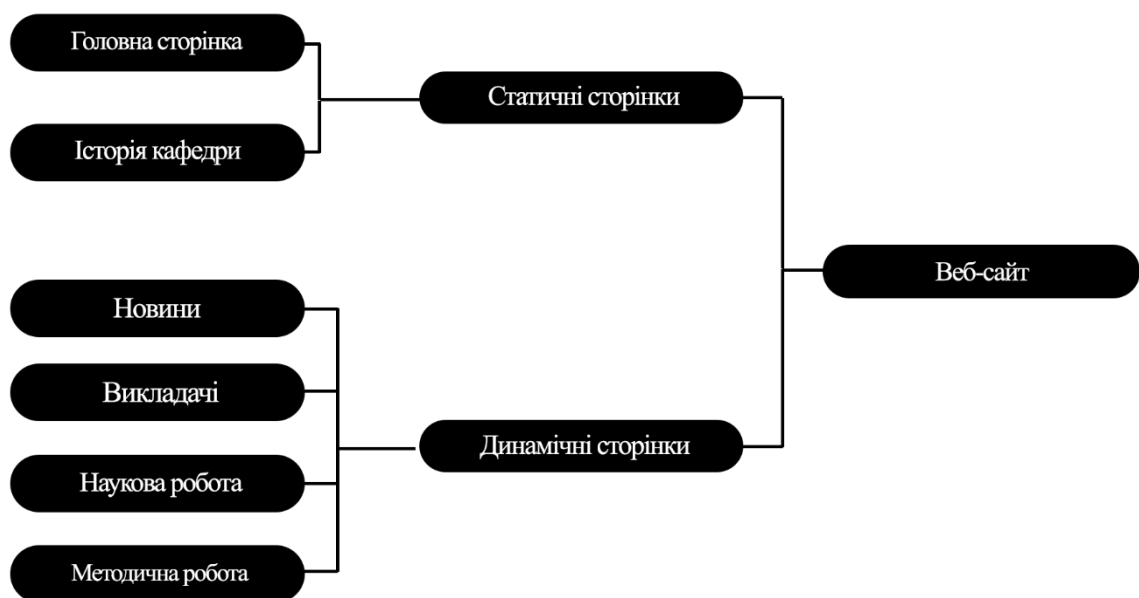 Головна сторінка
Статичні сторінки
Історія кафедри
Веб-сайт
Новини
Викладачі
Динамічні сторінки
Наукова робота
Методична робота